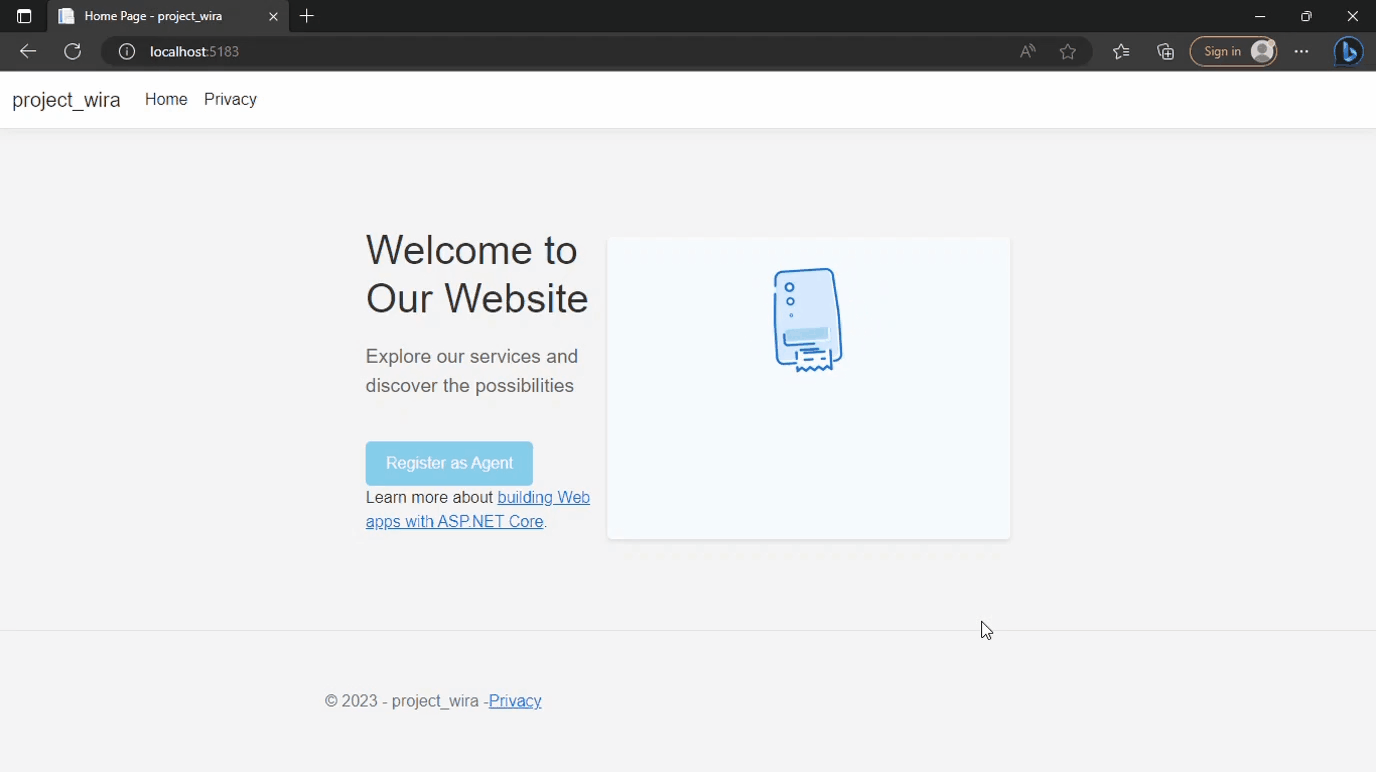 Home Page - project_wira
localhost:5183
Sign in
project_wira Home Privacy
Welcome to
Our Website
Explore our services and
discover the possibilities
Register as Agent
Learn more about building Web
apps with ASP.NET Core.
© 2023 - project_wira -Privacy